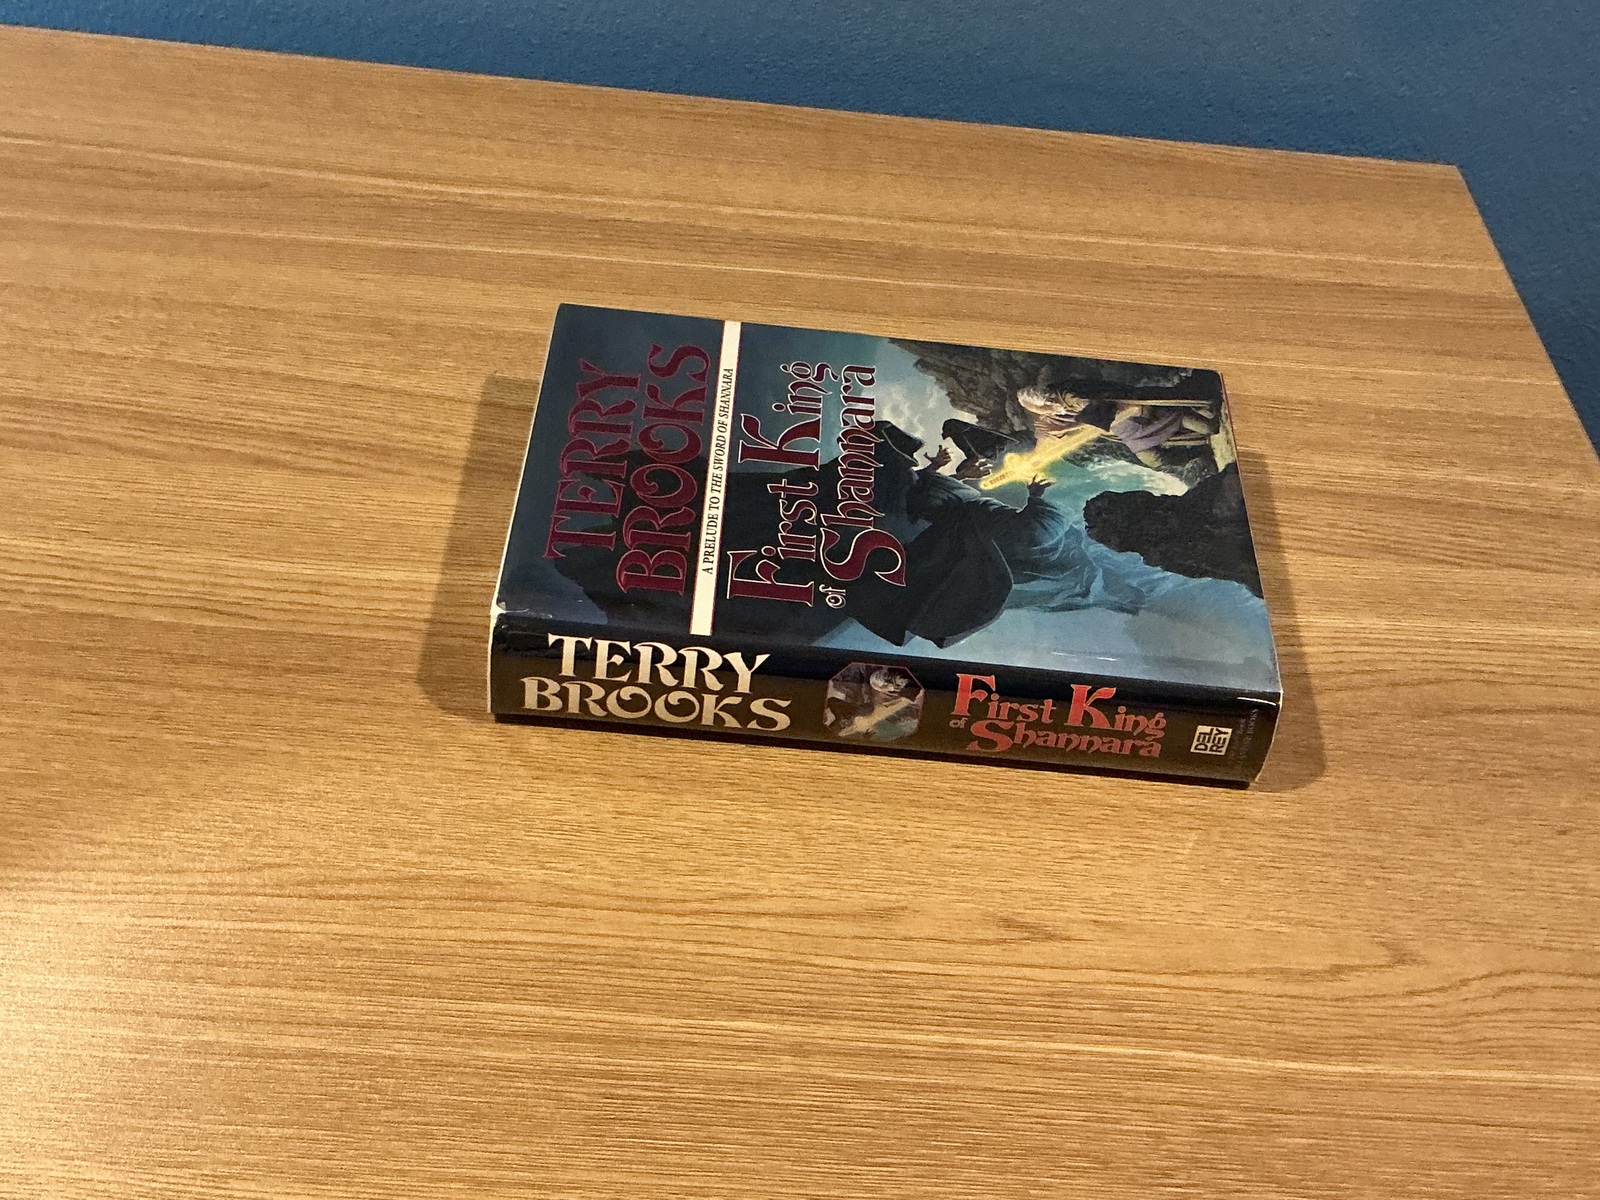 TERRY
BROOKS
A PRELUDE TO THE SWORD OF SHANNARA
First King
of Shannara
TERRY
BROOKS
First King
of Shannara
DEL
REY